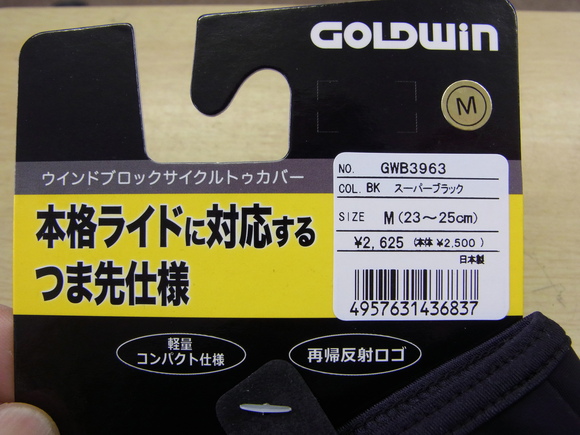 GOLDWIN
M
ウインドブロックサイクルトゥカバー
本格ライドに対応する
つま先仕様
NO. GWB3963
COL. BK スーパーブラック
SIZE M(23～25cm)
¥2,625 (本体 ¥2,500)
日本製
4957631436837
軽量
コンパクト仕様
再帰反射ロゴ